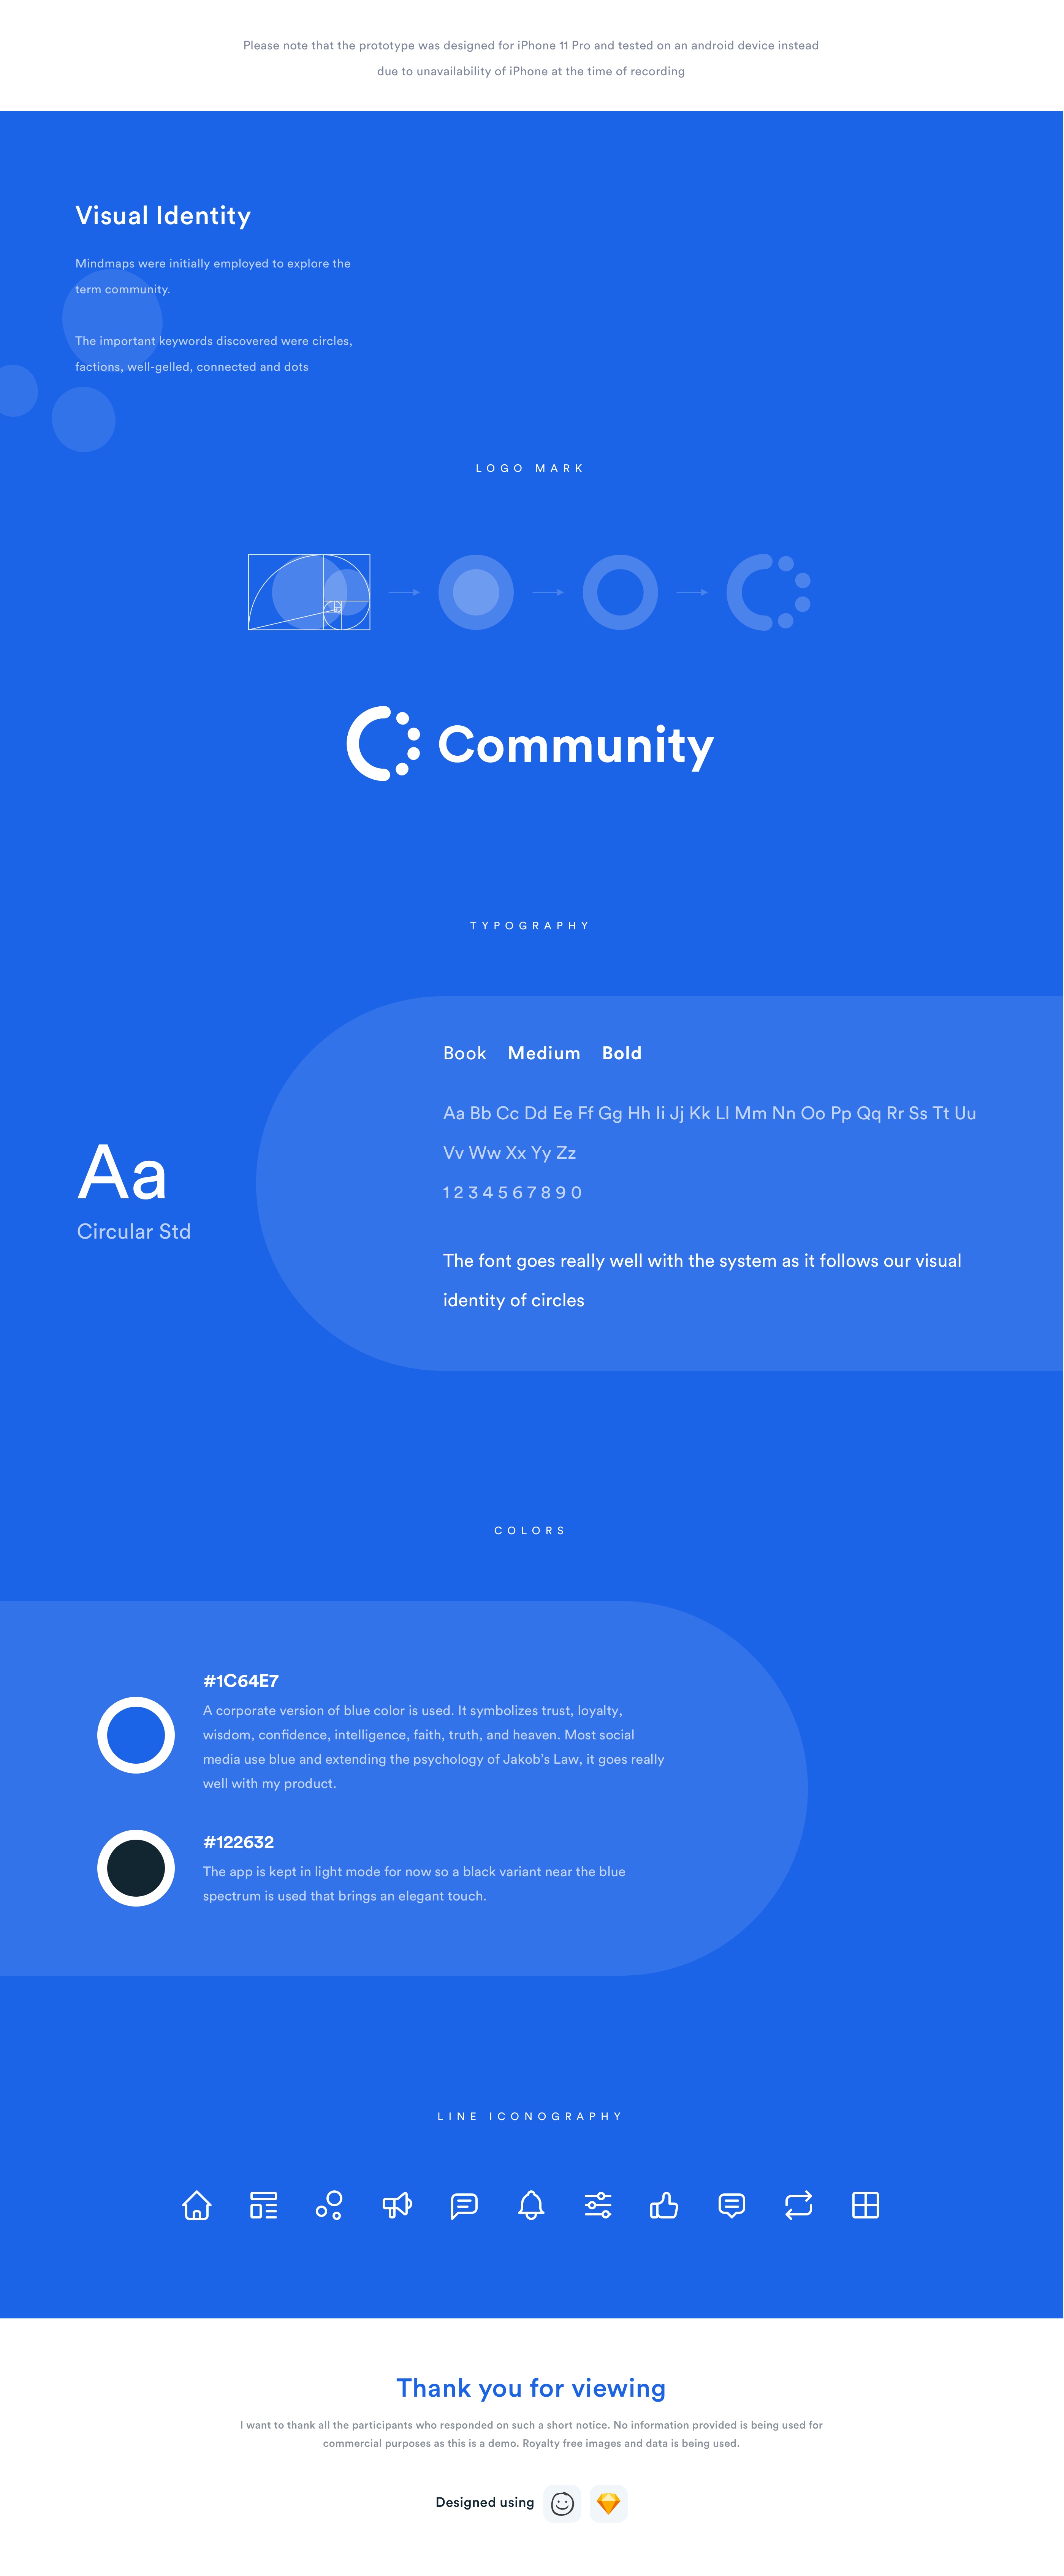 Please note that the prototype was designed for iPhone 11 Pro and tested on an android device instead
due to unavailability of iPhone at the time of recording
Visual Identity
Mindmaps were initially employed to explore the
term community.
The important keywords discovered were circles,
factions, well-gelled, connected and dots
LOGO MARK
Community
TYPOGRAPHY
Book Medium Bold
Aa Bb Cc Dd Ee Ff Gg Hh Ii Jj Kk Ll Mm Nn Oo Pp Qq Rr Ss Tt Uu
Vv Ww Xx Yy Zz
1 2 3 4 5 6 7 8 9 0
Aa
Circular Std
The font goes really well with the system as it follows our visual
identity of circles
COLORS
#1C64E7
A corporate version of blue color is used. It symbolizes trust, loyalty,
wisdom, confidence, intelligence, faith, truth, and heaven. Most social
media use blue and extending the psychology of Jakob’s Law, it goes really
well with my product.
#122632
The app is kept in light mode for now so a black variant near the blue
spectrum is used that brings an elegant touch.
LINE ICONOGRAPHY
Thank you for viewing
I want to thank all the participants who responded on such a short notice. No information provided is being used for
commercial purposes as this is a demo. Royalty free images and data is being used.
Designed using